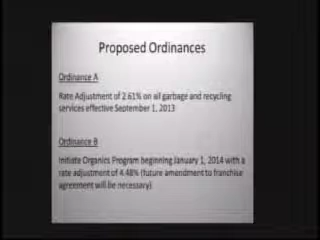 Proposed Ordinances
Ordinance A
Rate Adjustment of 2.61% on all garbage and recycling
services effective September 1, 2013
Ordinance B
Initiate Organics Program beginning January 1, 2014 with a
rate adjustment of 4.48% (future amendment to franchise
agreement will be necessary)